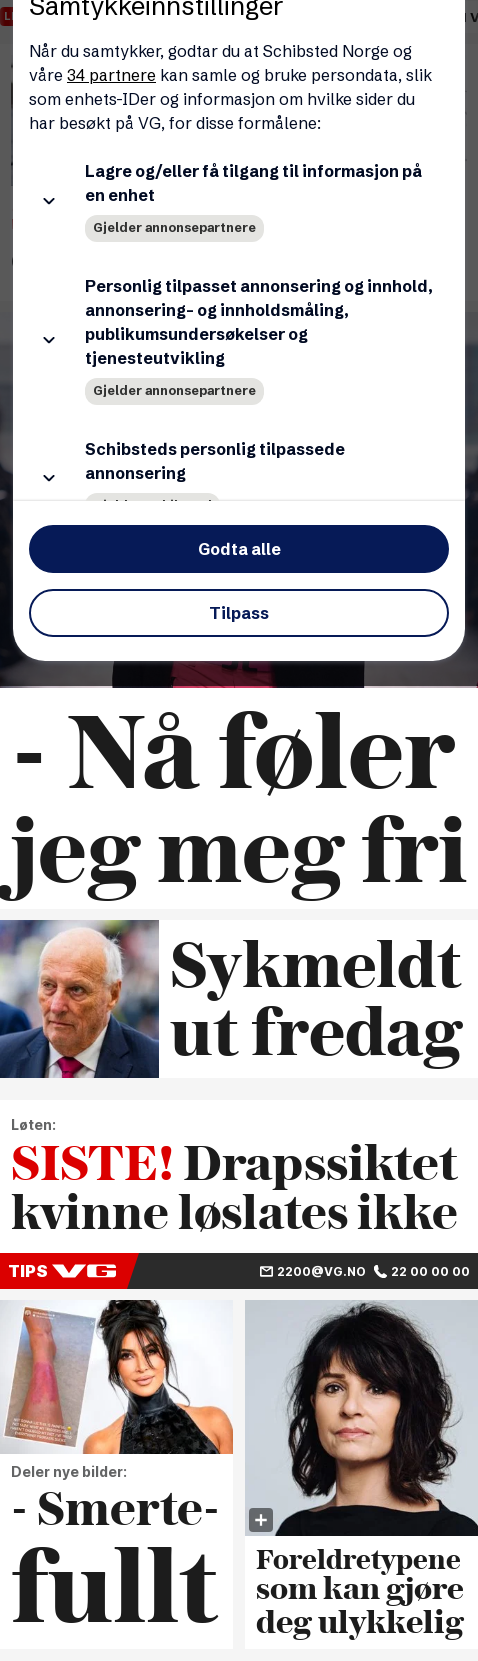 Samtykkeinnstillinger
Når du samtykker, godtar du at Schibsted Norge og
våre 34 partnere kan samle og bruke persondata, slik
som enhets-IDer og informasjon om hvilke sider du
har besøkt på VG, for disse formålene:
Lagre og/eller få tilgang til informasjon på
en enhet
Gjelder annonsepartnere
Personlig tilpasset annonsering og innhold,
annonsering- og innholdsmåling,
publikumsundersøkelser og
tjenesteutvikling
Gjelder annonsepartnere
Schibsteds personlig tilpassede
annonsering
Godta alle
Tilpass
- Nå føler
jeg meg fri
Sykmeldt
ut fredag
Løten:
SISTE! Drapssiktet
kvinne løslates ikke
TIPS VG 2200@VG.NO 22 00 00 00
Deler nye bilder:
- Smerte-
fullt
Foreldretypene
som kan gjøre
deg ulykkelig